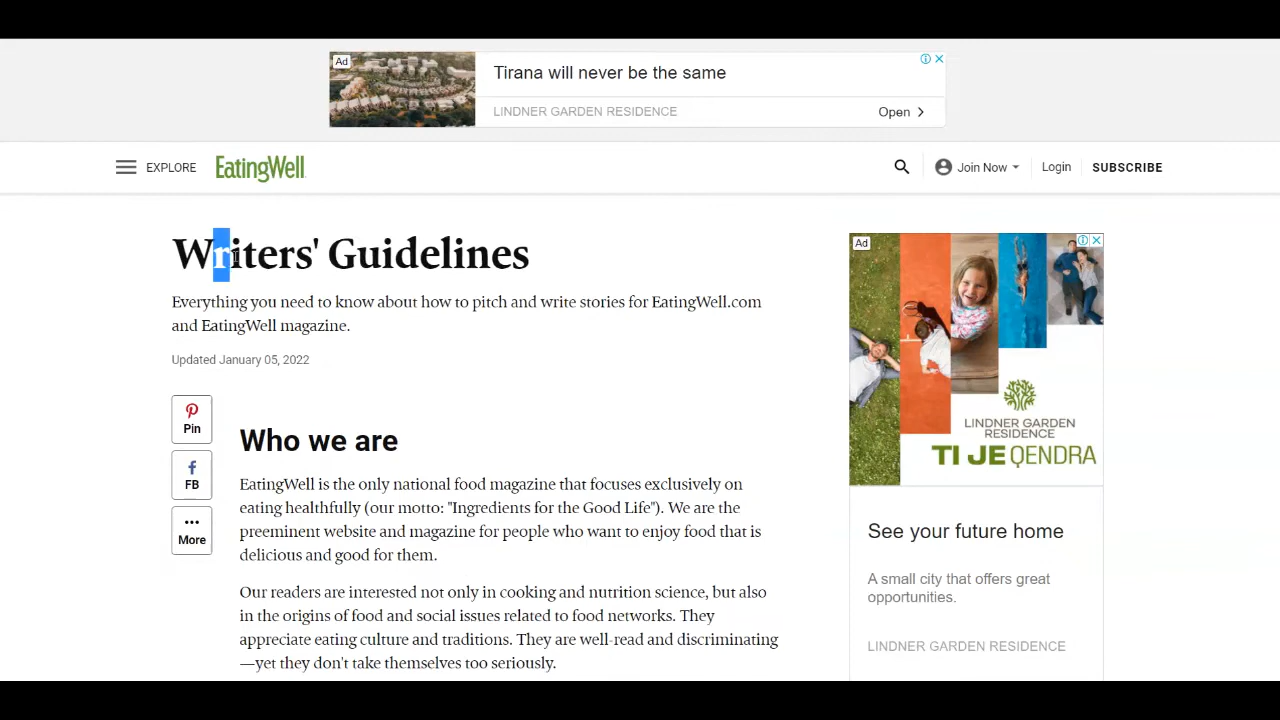 Ad
Tirana will never be the same
LINDNER GARDEN RESIDENCE
Open
EXPLORE
EatingWell
Join Now
Login
SUBSCRIBE
Writers' Guidelines
Everything you need to know about how to pitch and write stories for EatingWell.com
and EatingWell magazine.
Updated January 05, 2022
Pin
FB
More
Who we are
EatingWell is the only national food magazine that focuses exclusively on
eating healthfully (our motto: "Ingredients for the Good Life"). We are the
preeminent website and magazine for people who want to enjoy food that is
delicious and good for them.
Our readers are interested not only in cooking and nutrition science, but also
in the origins of food and social issues related to food networks. They
appreciate eating culture and traditions. They are well-read and discriminating
—yet they don't take themselves too seriously.
Ad
LINDNER GARDEN
RESIDENCE
TI JE QENDRA
See your future home
A small city that offers great
opportunities.
LINDNER GARDEN RESIDENCE